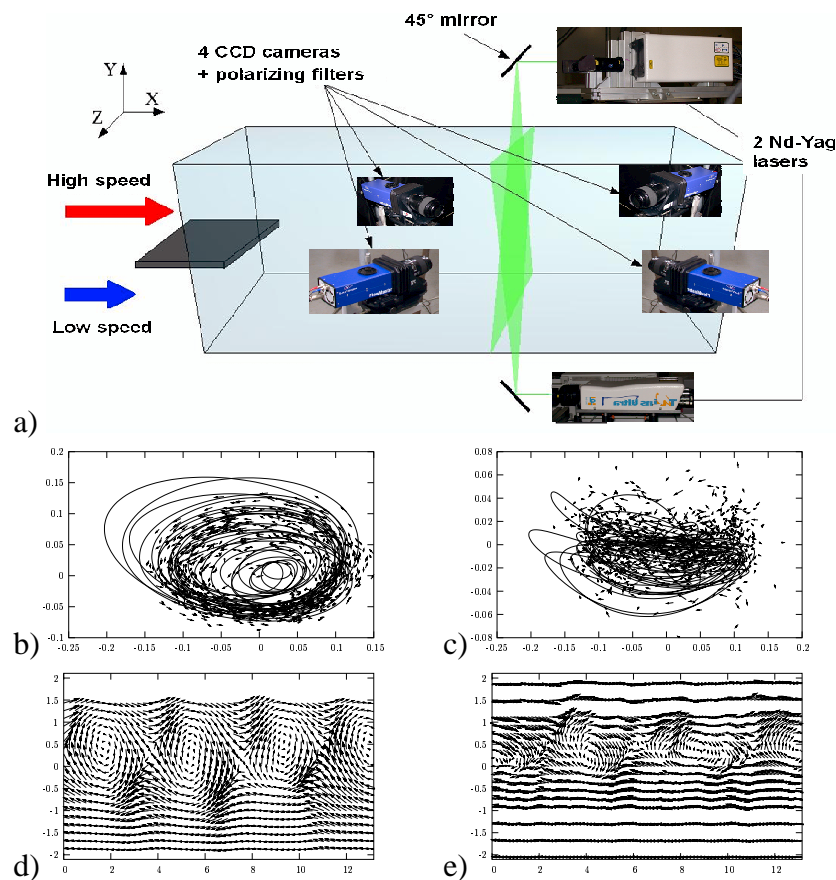 45° mirror
4 CCD cameras
+ polarizing filters
Y
X
Z
2 Nd-Yag
lasers
High speed
Low speed
a)
0.2
0.15
0.1
0.05
0
-0.05
-0.1
-0.25 -0.2 -0.15 -0.1 -0.05 0 0.05 0.1 0.15
b)
0.08
0.06
0.04
0.02
0
-0.02
-0.04
-0.06
-0.08
-0.25 -0.2 -0.15 -0.1 -0.05 0 0.05 0.1 0.15 0.2
c)
2
1.5
1
0.5
0
-0.5
-1
-1.5
-2
0 2 4 6 8 10 12
d)
2
1.5
1
0.5
0
-0.5
-1
-1.5
-2
0 2 4 6 8 10 12
e)